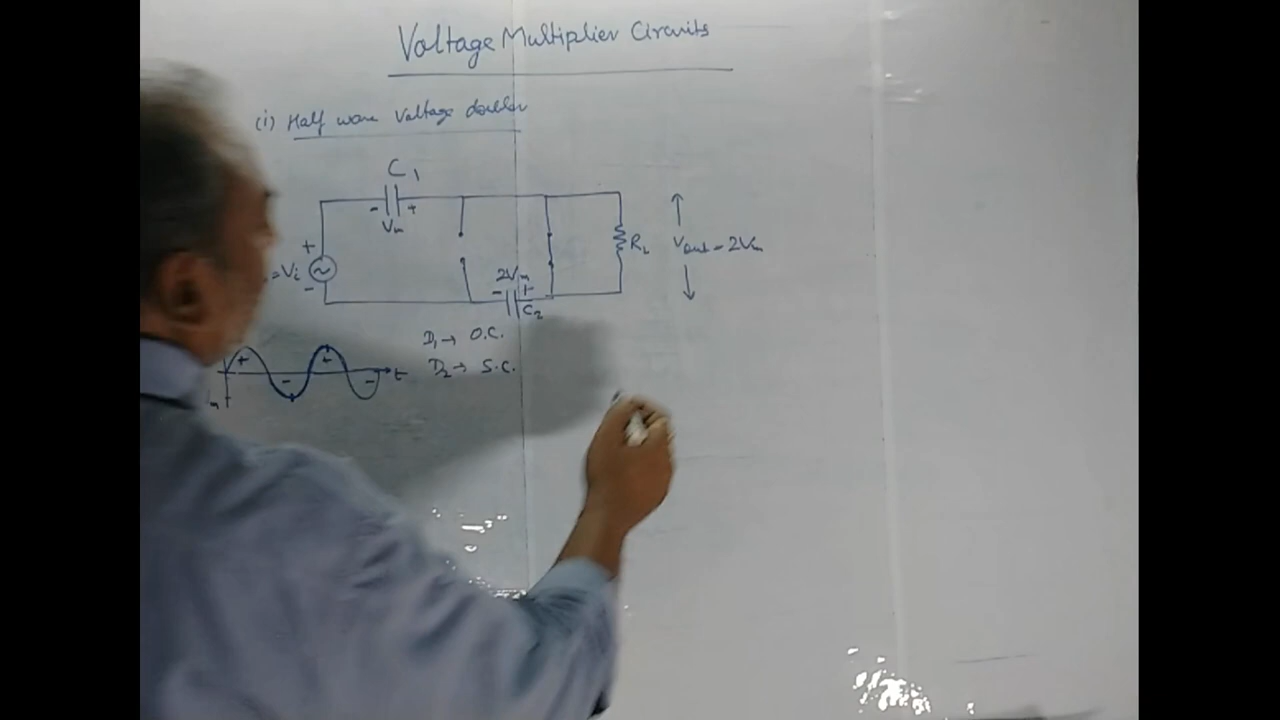 Voltage Multiplier Circuits
(i) Half wave Voltage doubler
C1
- +
Vm
+
= Vi
-
RL
Vout = 2Vm
2Vm
- +
C2
D1 → O.C.
D2 → S.C.
+ - + - t
m